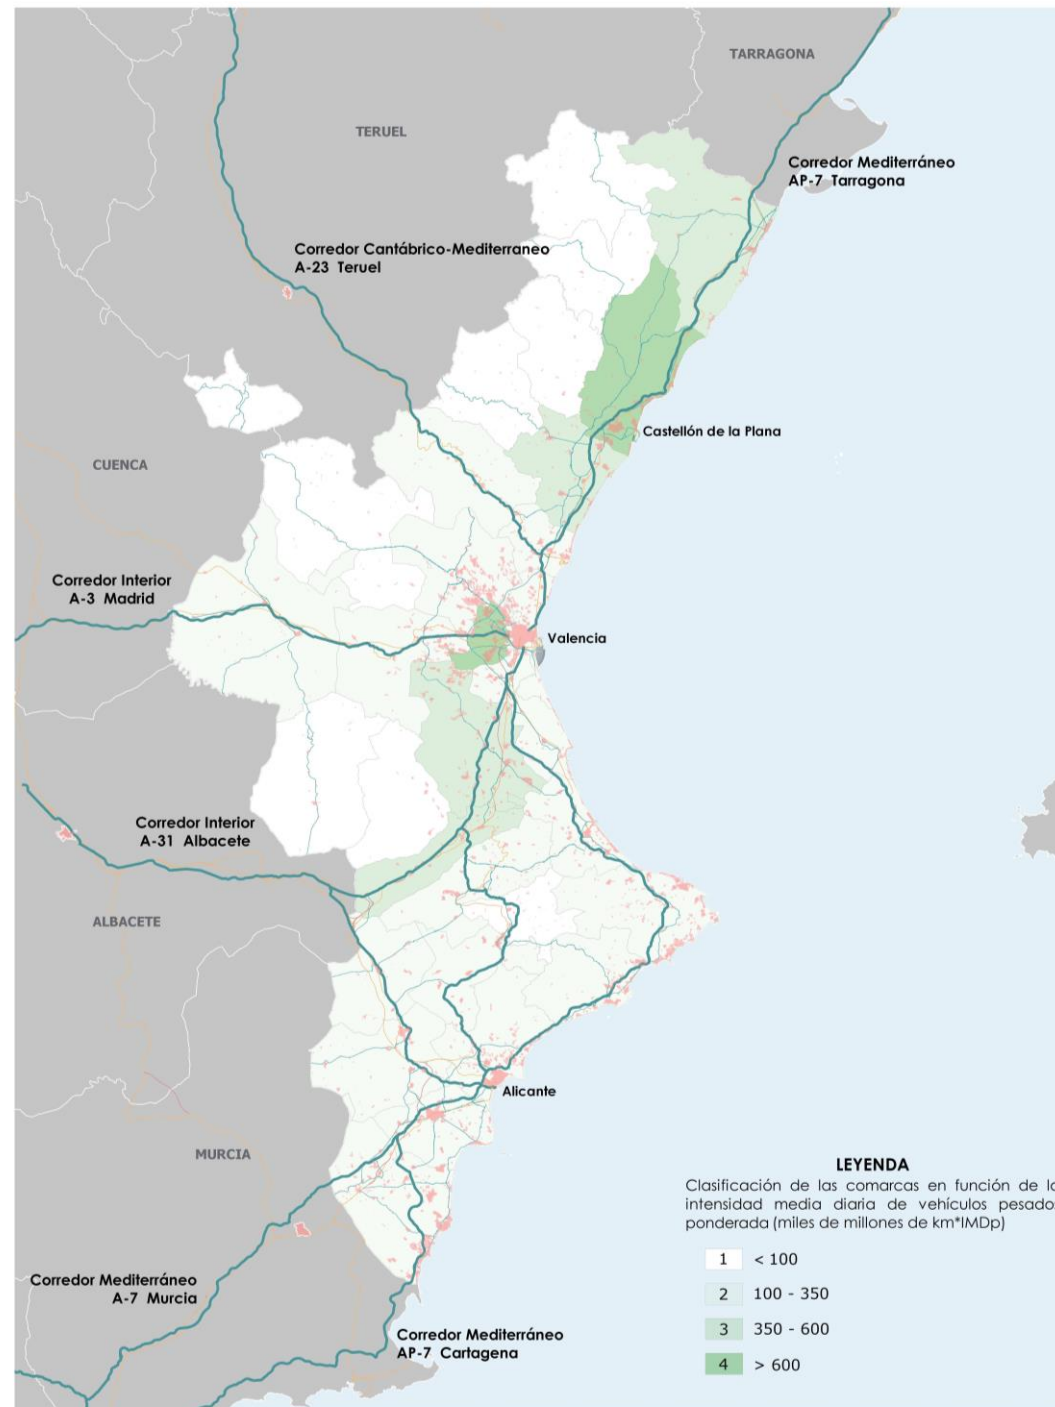 TARRAGONA
TERUEL
Corredor Mediterráneo
AP-7 Tarragona
Corredor Cantábrico-Mediterraneo
A-23 Teruel
Castellón de la Plana
CUENCA
Corredor Interior
A-3 Madrid
Valencia
Corredor Interior
A-31 Albacete
ALBACETE
Alicante
MURCIA
LEYENDA
Clasificación de las comarcas en función de la
intensidad media diaria de vehículos pesados
ponderada (miles de millones de km*IMDp)
1 < 100
2 100 - 350
3 350 - 600
4 > 600
Corredor Mediterráneo
A-7 Murcia
Corredor Mediterráneo
AP-7 Cartagena